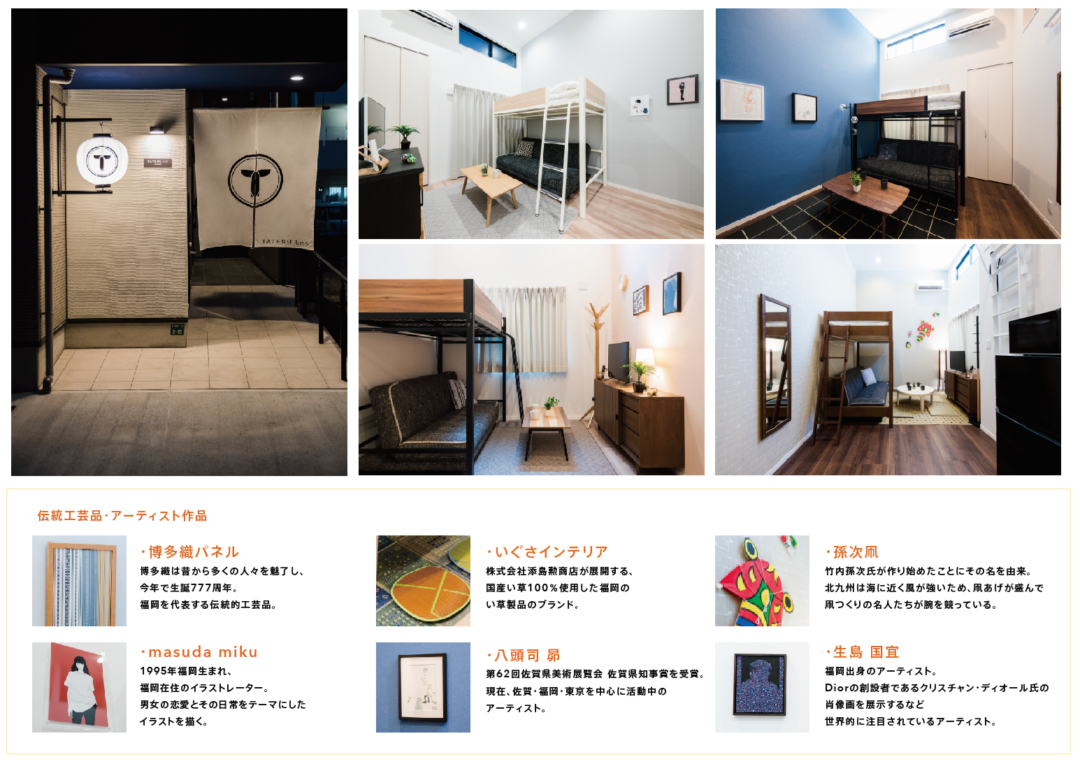 伝統工芸品・アーティスト作品
・博多織パネル
博多織は昔から多くの人々を魅了し、
今年で生誕777周年。
福岡を代表する伝統的工芸品。
・いぐさインテリア
株式会社添島勲商店が展開する、
国産い草100％使用した福岡の
い草製品のブランド。
・孫次凧
竹内孫次氏が作り始めたことにその名を由来。
北九州は海に近く風が強いため、凧あげが盛んで
凧つくりの名人たちが腕を競っている。
・masuda miku
1995年福岡生まれ、
福岡在住のイラストレーター。
男女の恋愛とその日常をテーマにした
イラストを描く。
・八頭司 昴
第62回佐賀県美術展覧会 佐賀県知事賞を受賞。
現在、佐賀・福岡・東京を中心に活動中の
アーティスト。
・生島 国宜
福岡出身のアーティスト。
Diorの創設者であるクリスチャン・ディオール氏の
肖像画を展示するなど
世界的に注目されているアーティスト。